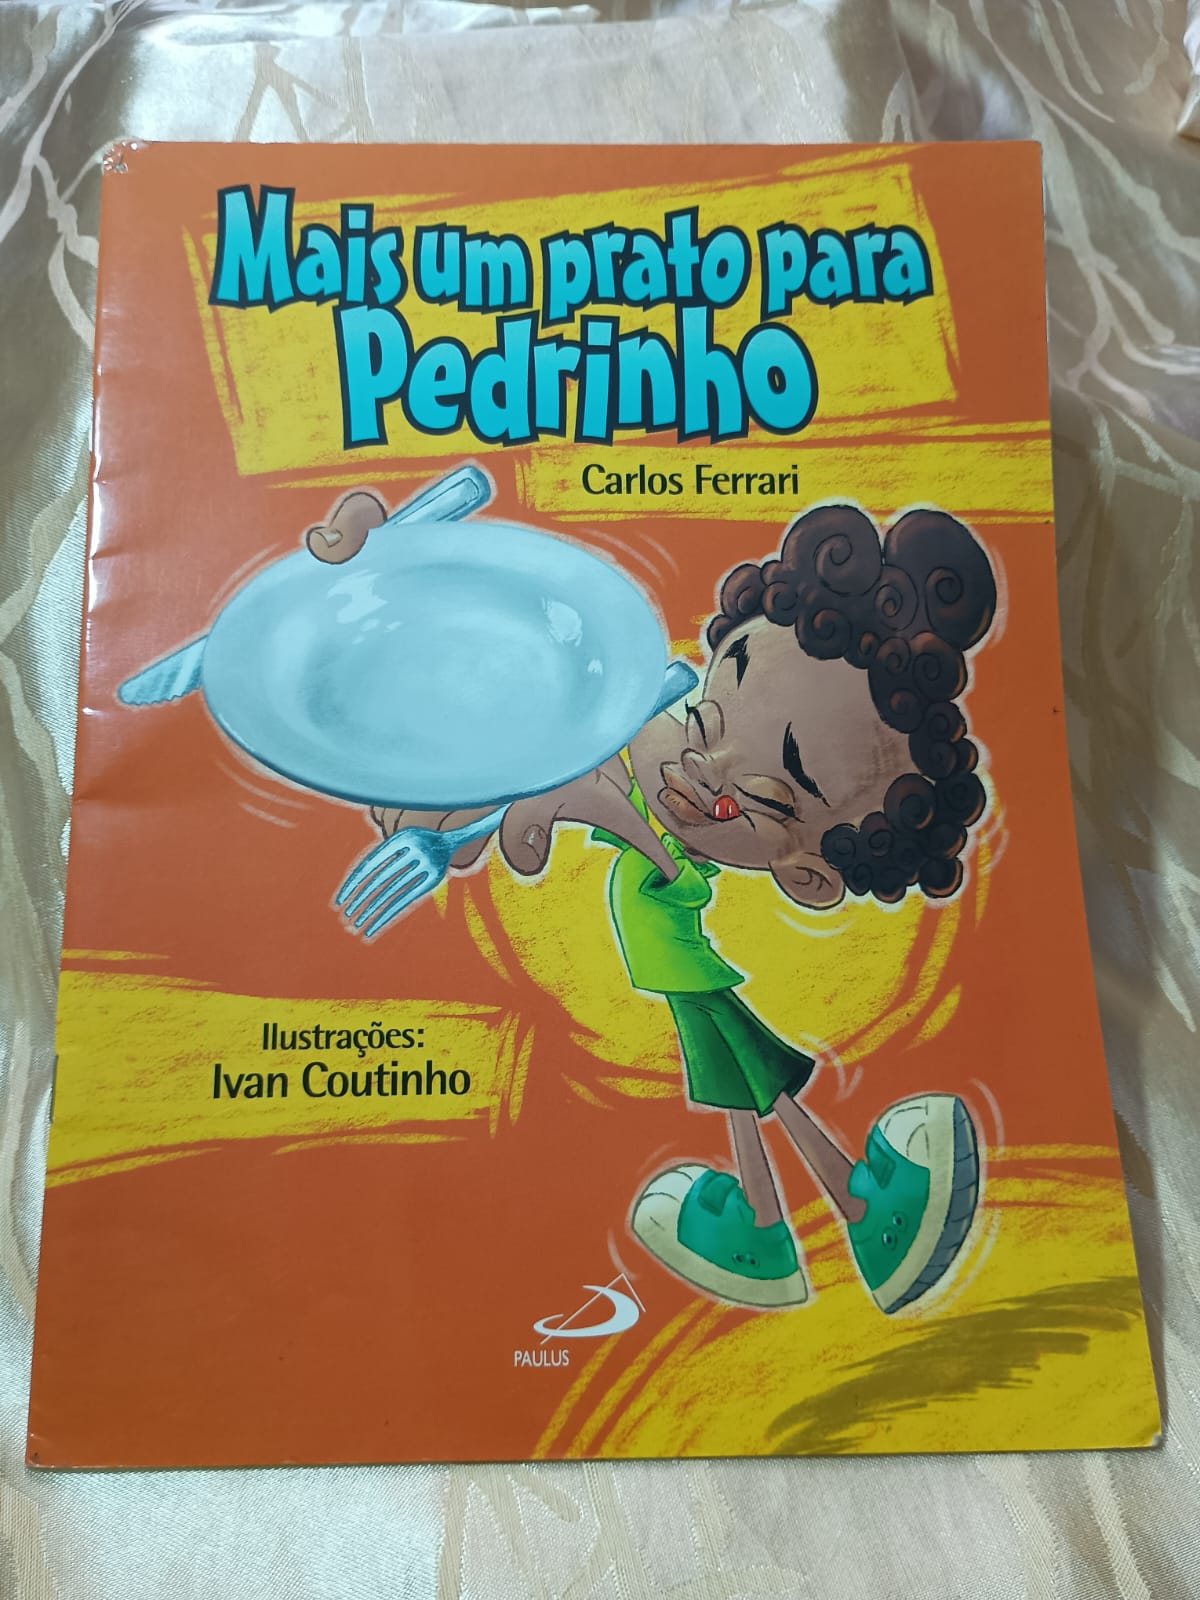 Mais um prato para
Pedrinho
Carlos Ferrari
Ilustrações:
Ivan Coutinho
PAULUS